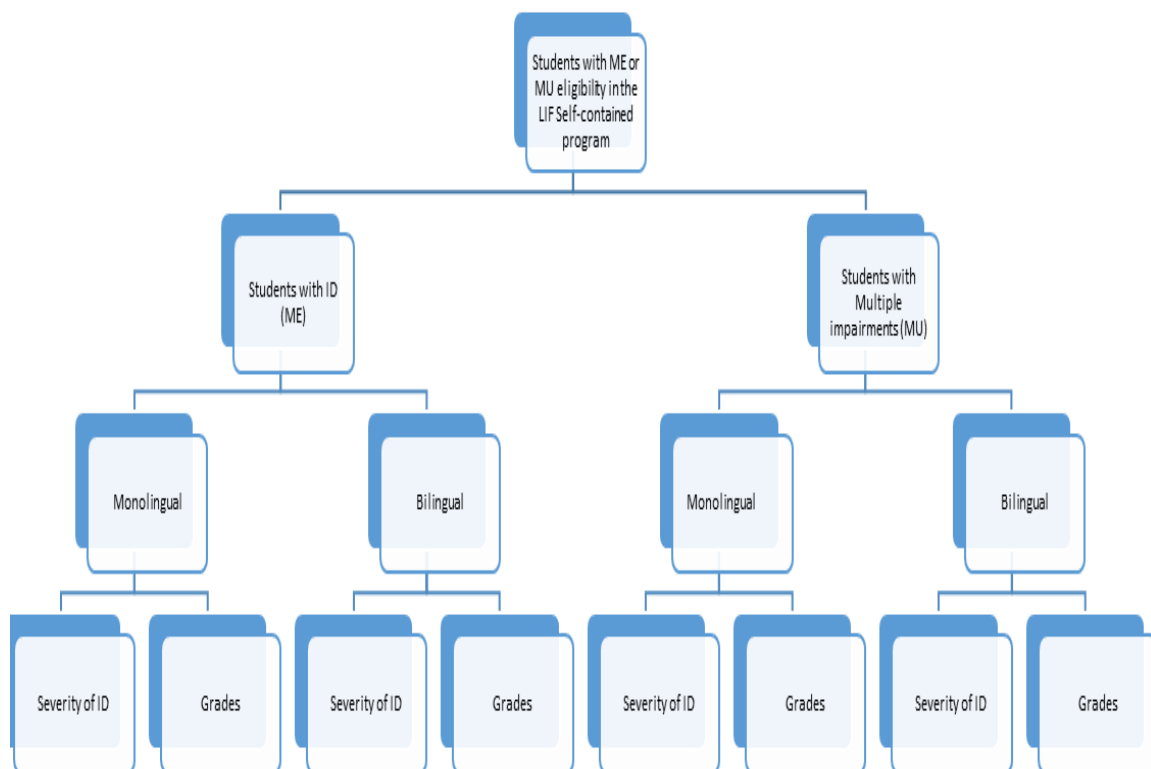 Students with ME or
MU eligibility in the
LIF Self-contained
program
Students with ID
(ME)
Students with
Multiple
impairments (MU)
Monolingual
Bilingual
Monolingual
Bilingual
Severity of ID
Grades
Severity of ID
Grades
Severity of ID
Grades
Severity of ID
Grades